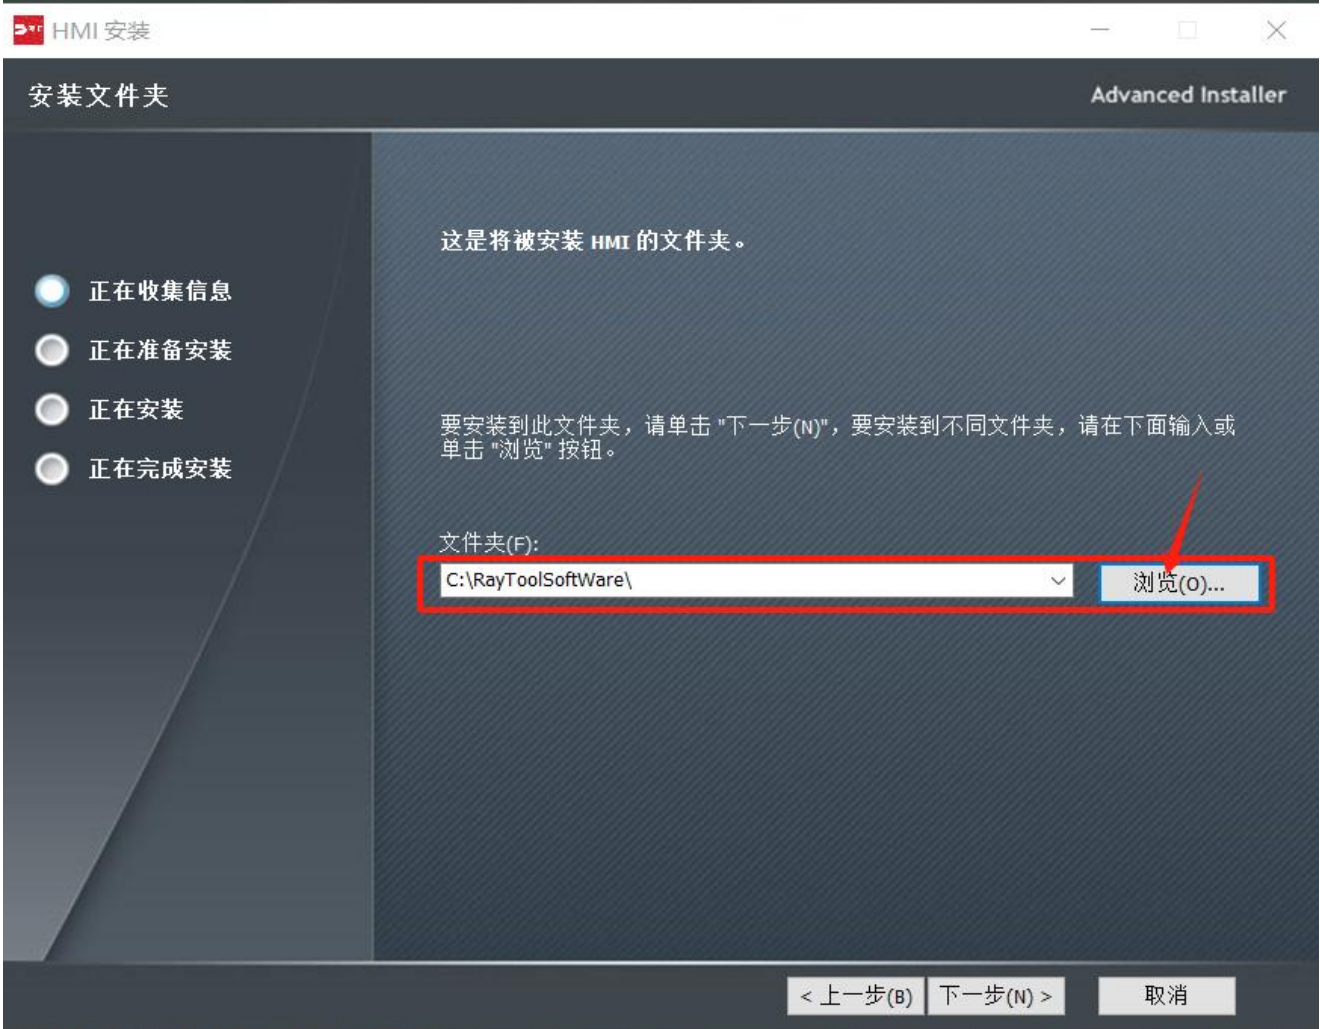 HMI 安装
安装文件夹
Advanced Installer
正在收集信息
正在准备安装
正在安装
正在完成安装
这是将被安装 HMI 的文件夹。
要安装到此文件夹，请单击 "下一步(N)"，要安装到不同文件夹，请在下面输入或
单击 "浏览" 按钮。
文件夹(F):
C:\RayToolSoftWare\
浏览(O)...
< 上一步(B)
下一步(N) >
取消